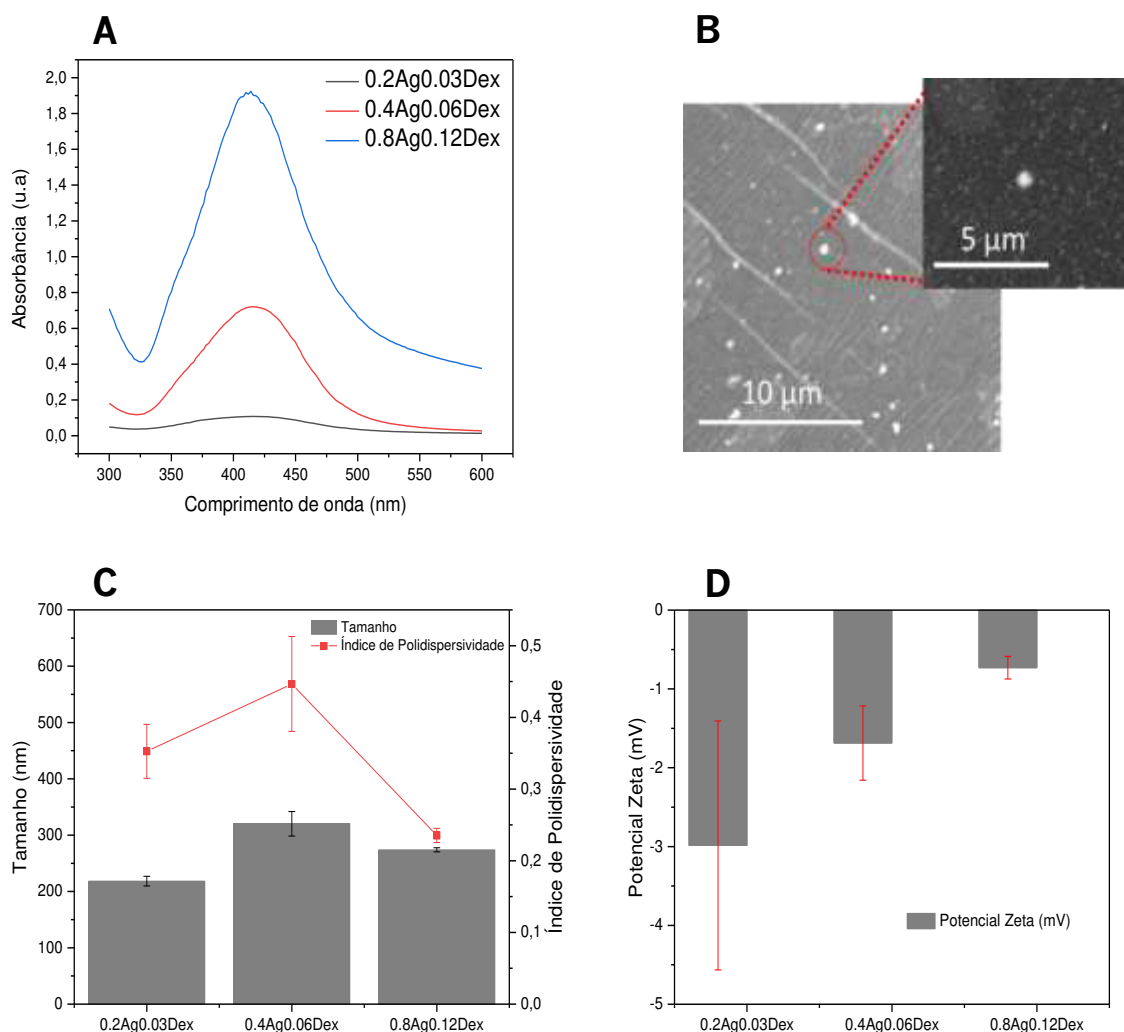 A
2,0
1,8
1,6
1,4
1,2
1,0
0,8
0,6
0,4
0,2
0,0
Absorbância (u.a)
0.2Ag0.03Dex
0.4Ag0.06Dex
0.8Ag0.12Dex
300 350 400 450 500 550 600
Comprimento de onda (nm)
B
5 µm
10 µm
C
700
600
500
400
300
200
100
0
Tamanho (nm)
Tamanho
Índice de Polidispersividade
0,5
0,4
0,3
0,2
0,1
0,0
Índice de Polidispersividade
0.2Ag0.03Dex 0.4Ag0.06Dex 0.8Ag0.12Dex
D
0
-1
-2
-3
-4
-5
Potencial Zeta (mV)
Potencial Zeta (mV)
0.2Ag0.03Dex 0.4Ag0.06Dex 0.8Ag0.12Dex